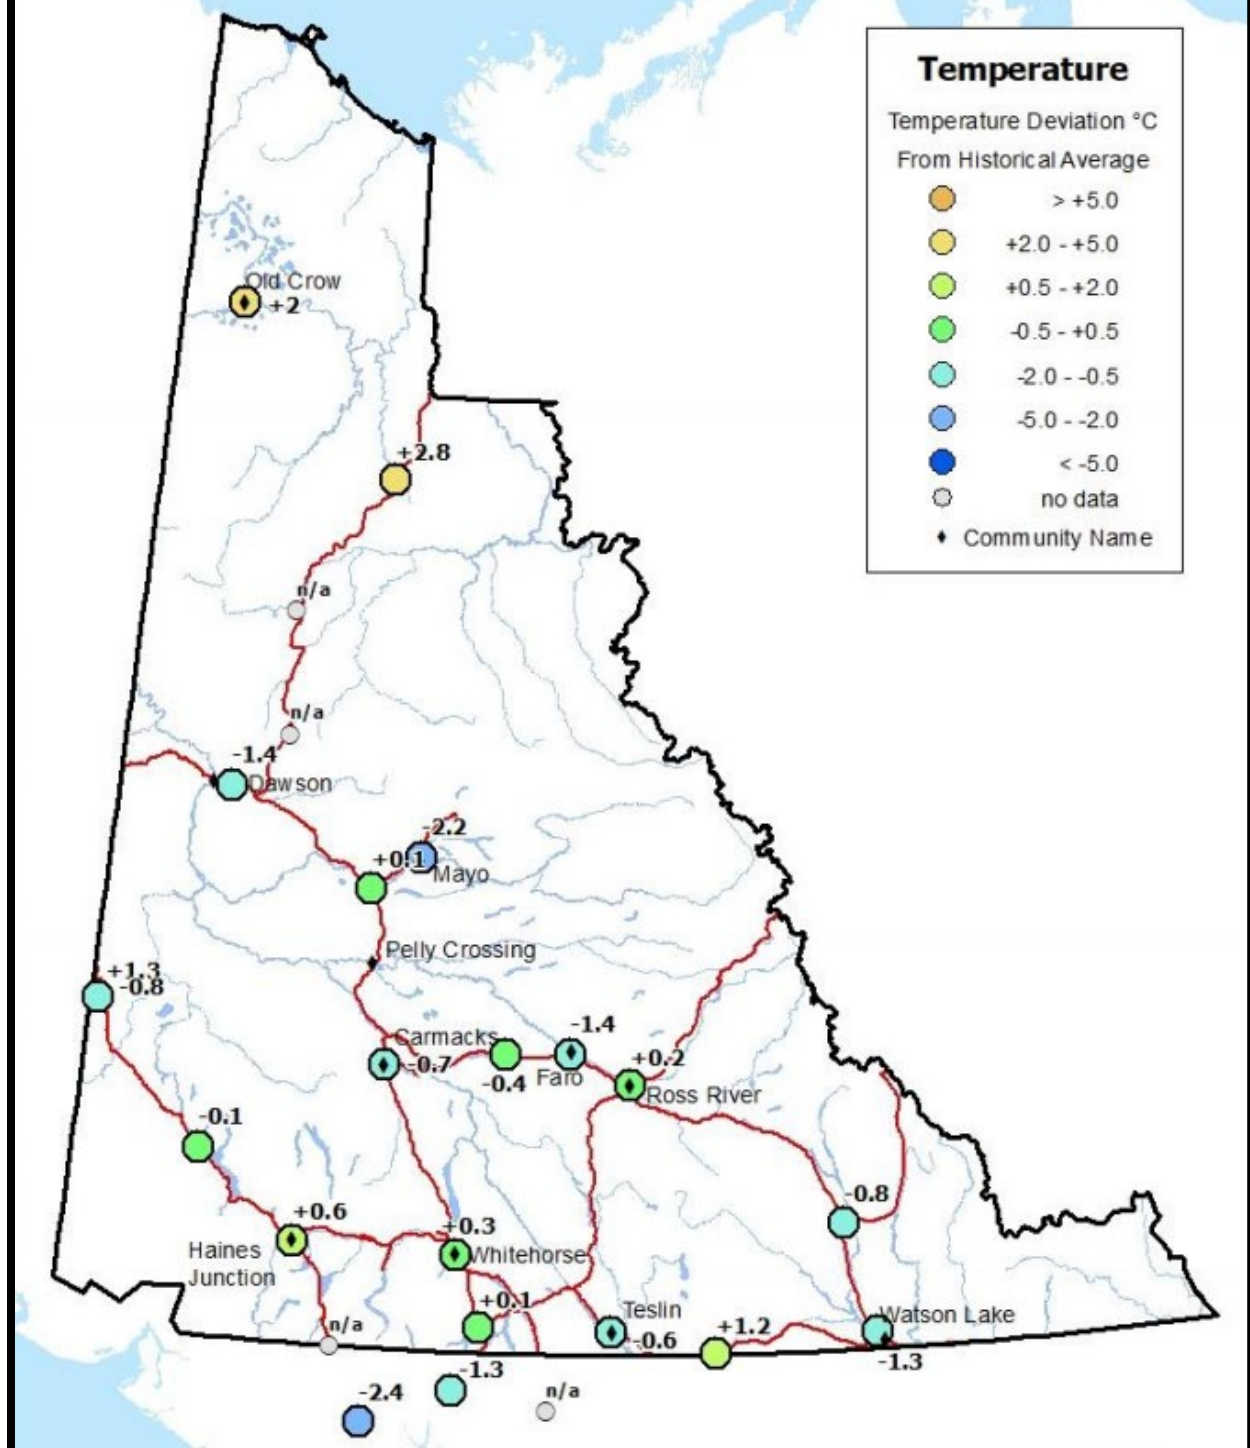 Temperature
Temperature Deviation °C
From Historical Average
> +5.0
+2.0 - +5.0
+0.5 - +2.0
-0.5 - +0.5
-2.0 - -0.5
-5.0 - -2.0
< -5.0
no data
Community Name
Old Crow
+2
+2.8
n/a
n/a
-1.4
Dawson
-2.2
+0.1
Mayo
Pelly Crossing
+1.3
-0.8
Carmacks
-0.7
-0.4
-1.4
Faro
+0.2
Ross River
-0.1
-0.8
+0.6
Haines
Junction
+0.3
Whitehorse
+0.1
Teslin
-0.6
+1.2
Watson Lake
-1.3
n/a
-1.3
-2.4
n/a